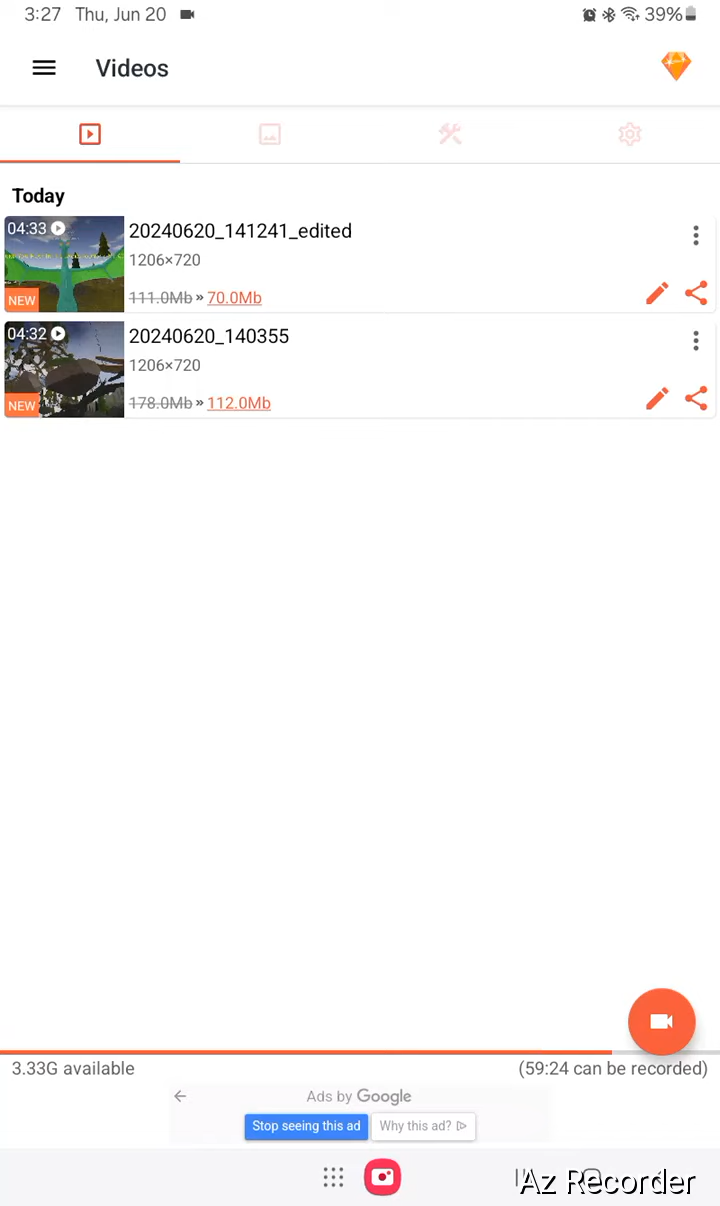 3:27 Thu, Jun 20 39%
Videos
Today
04:33
20240620_141241_edited
1206×720
NEW
111.0Mb » 70.0Mb
04:32
20240620_140355
1206×720
NEW
178.0Mb » 112.0Mb
3.33G available (59:24 can be recorded)
Ads by Google
Stop seeing this ad Why this ad?
Az Recorder